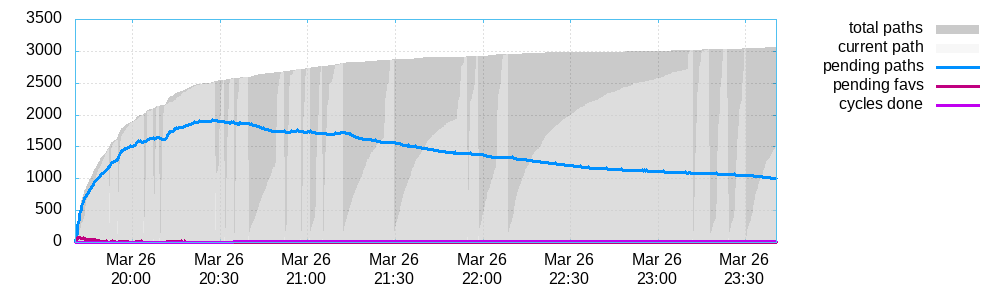 3500
3000
2500
2000
1500
1000
500
0
Mar 26
20:00
Mar 26
20:30
Mar 26
21:00
Mar 26
21:30
Mar 26
22:00
Mar 26
22:30
Mar 26
23:00
Mar 26
23:30
total paths
current path
pending paths
pending favs
cycles done